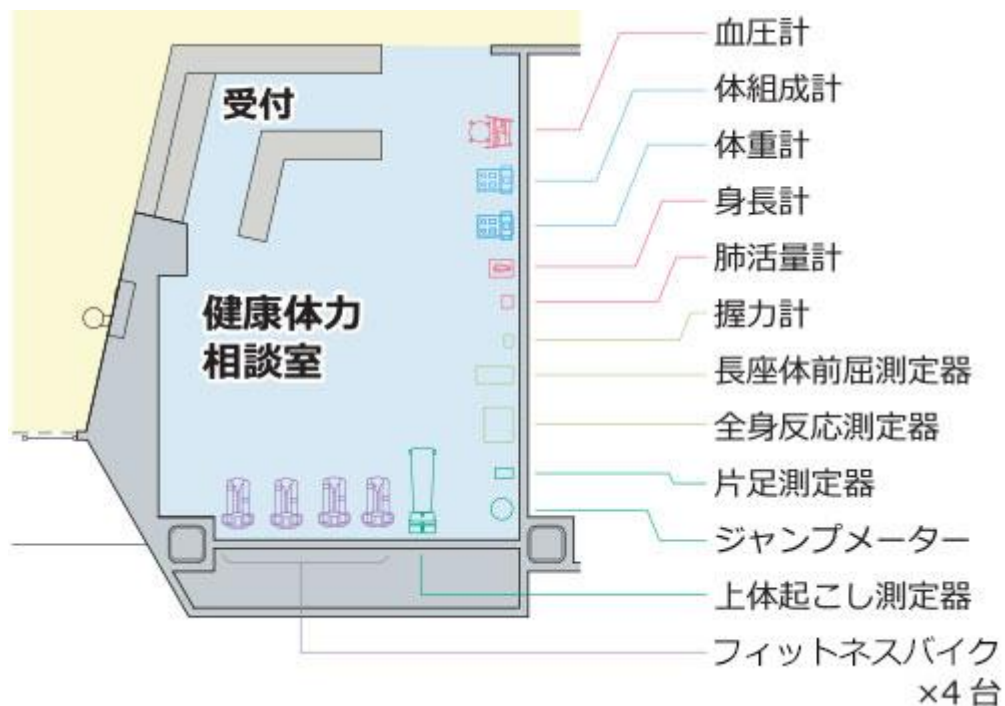 受付
健康体力
相談室
血圧計
体組成計
体重計
身長計
肺活量計
握力計
長座体前屈測定器
全身反応測定器
片足測定器
ジャンプメーター
上体起こし測定器
フィットネスバイク
×4 台